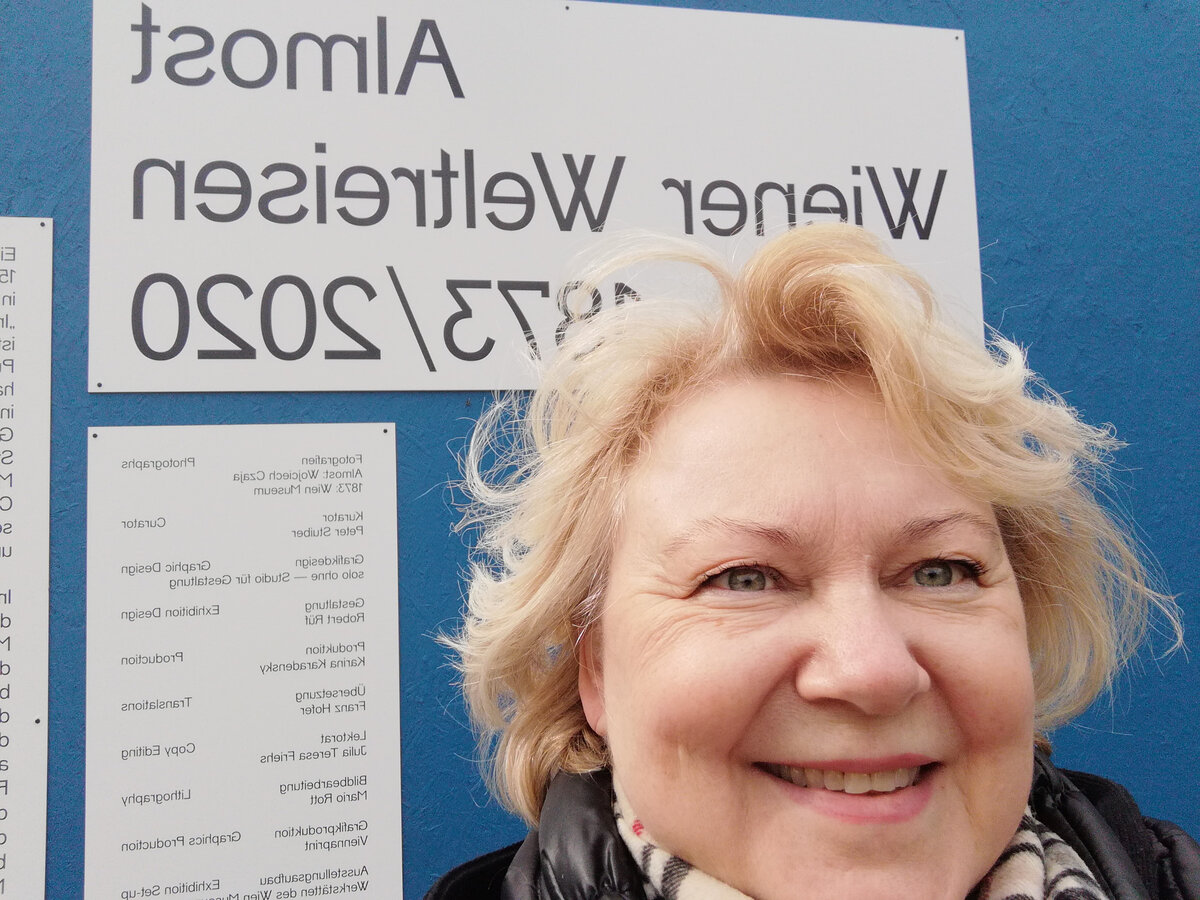 Almost
Wiener Weltreisen
1873/2020
Fotografien Photographs
Almost: Wojciech Czaja
1873: Wien Museum
Kurator Curator
Peter Stuiber
Grafikdesign Graphic Design
solo ohne — Studio für Gestaltung
Gestaltung Exhibition Design
Robert Rüf
Produktion Production
Karina Karadensky
Übersetzung Translations
Franz Hofer
Lektorat Copy Editing
Julia Teresa Friehs
Bildbearbeitung Lithography
Mario Rott
Grafikproduktion Graphics Production
Viennaprint
Ausstellungsaufbau Exhibition Set-up
Werkstätten des Wien Museum